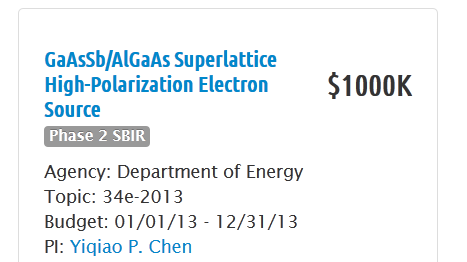 GaAsSb/AlGaAs Superlattice
High-Polarization Electron
Source
$1000K
Phase 2 SBIR
Agency: Department of Energy
Topic: 34e-2013
Budget: 01/01/13 - 12/31/13
PI: Yiqiao P. Chen